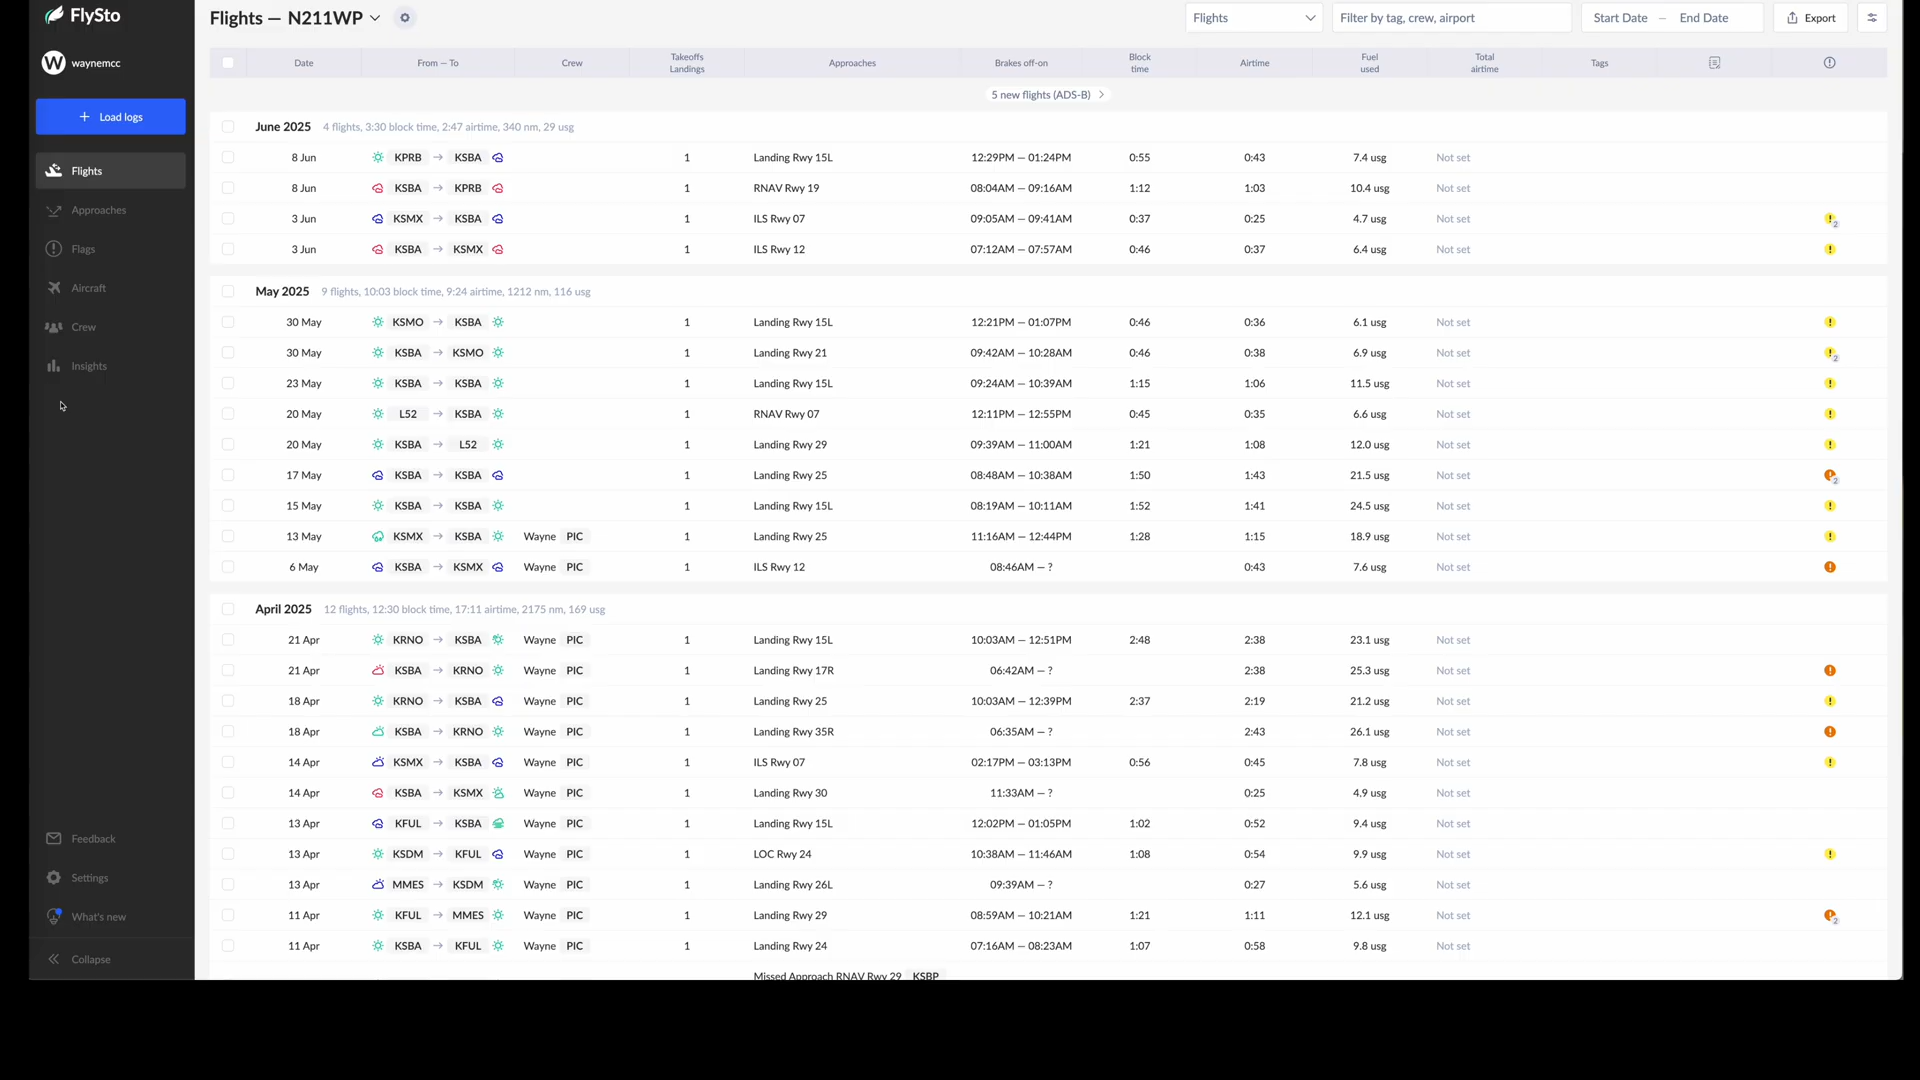 FlySto
Flights — N211WP
Flights
Filter by tag, crew, airport
Start Date – End Date
Export
W waynemcc
+ Load logs
Flights
Approaches
Flags
Aircraft
Crew
Insights
Feedback
Settings
What's new
Collapse
Date From — To Crew Takeoffs Landings Approaches Brakes off-on Block time Airtime Fuel used Total airtime Tags
5 new flights (ADS-B)
June 2025 4 flights, 3:30 block time, 2:47 airtime, 340 nm, 29 usg
8 Jun KPRB → KSBA 1 Landing Rwy 15L 12:29PM — 01:24PM 0:55 0:43 7.4 usg Not set
8 Jun KSBA → KPRB 1 RNAV Rwy 19 08:04AM — 09:16AM 1:12 1:03 10.4 usg Not set
3 Jun KSMX → KSBA 1 ILS Rwy 07 09:05AM — 09:41AM 0:37 0:25 4.7 usg Not set ! 2
3 Jun KSBA → KSMX 1 ILS Rwy 12 07:12AM — 07:57AM 0:46 0:37 6.4 usg Not set !
May 2025 9 flights, 10:03 block time, 9:24 airtime, 1212 nm, 116 usg
30 May KSMO → KSBA 1 Landing Rwy 15L 12:21PM — 01:07PM 0:46 0:36 6.1 usg Not set !
30 May KSBA → KSMO 1 Landing Rwy 21 09:42AM — 10:28AM 0:46 0:38 6.9 usg Not set ! 2
23 May KSBA → KSBA 1 Landing Rwy 15L 09:24AM — 10:39AM 1:15 1:06 11.5 usg Not set !
20 May L52 → KSBA 1 RNAV Rwy 07 12:11PM — 12:55PM 0:45 0:35 6.6 usg Not set !
20 May KSBA → L52 1 Landing Rwy 29 09:39AM — 11:00AM 1:21 1:08 12.0 usg Not set !
17 May KSBA → KSBA 1 Landing Rwy 25 08:48AM — 10:38AM 1:50 1:43 21.5 usg Not set ! 2
15 May KSBA → KSBA 1 Landing Rwy 15L 08:19AM — 10:11AM 1:52 1:41 24.5 usg Not set !
13 May KSMX → KSBA Wayne PIC 1 Landing Rwy 25 11:16AM — 12:44PM 1:28 1:15 18.9 usg Not set !
6 May KSBA → KSMX Wayne PIC 1 ILS Rwy 12 08:46AM — ? 0:43 7.6 usg Not set !
April 2025 12 flights, 12:30 block time, 17:11 airtime, 2175 nm, 169 usg
21 Apr KRNO → KSBA Wayne PIC 1 Landing Rwy 15L 10:03AM — 12:51PM 2:48 2:38 23.1 usg Not set
21 Apr KSBA → KRNO Wayne PIC 1 Landing Rwy 17R 06:42AM — ? 2:38 25.3 usg Not set !
18 Apr KRNO → KSBA Wayne PIC 1 Landing Rwy 25 10:03AM — 12:39PM 2:37 2:19 21.2 usg Not set !
18 Apr KSBA → KRNO Wayne PIC 1 Landing Rwy 35R 06:35AM — ? 2:43 26.1 usg Not set !
14 Apr KSMX → KSBA Wayne PIC 1 ILS Rwy 07 02:17PM — 03:13PM 0:56 0:45 7.8 usg Not set !
14 Apr KSBA → KSMX Wayne PIC 1 Landing Rwy 30 11:33AM — ? 0:25 4.9 usg Not set
13 Apr KFUL → KSBA Wayne PIC 1 Landing Rwy 15L 12:02PM — 01:05PM 1:02 0:52 9.4 usg Not set
13 Apr KSDM → KFUL Wayne PIC 1 LOC Rwy 24 10:38AM — 11:46AM 1:08 0:54 9.9 usg Not set !
13 Apr MMES → KSDM Wayne PIC 1 Landing Rwy 26L 09:39AM — ? 0:27 5.6 usg Not set
11 Apr KFUL → MMES Wayne PIC 1 Landing Rwy 29 08:59AM — 10:21AM 1:21 1:11 12.1 usg Not set ! 2
11 Apr KSBA → KFUL Wayne PIC 1 Landing Rwy 24 07:16AM — 08:23AM 1:07 0:58 9.8 usg Not set
Missed Approach RNAV Rwy 29 KSBP